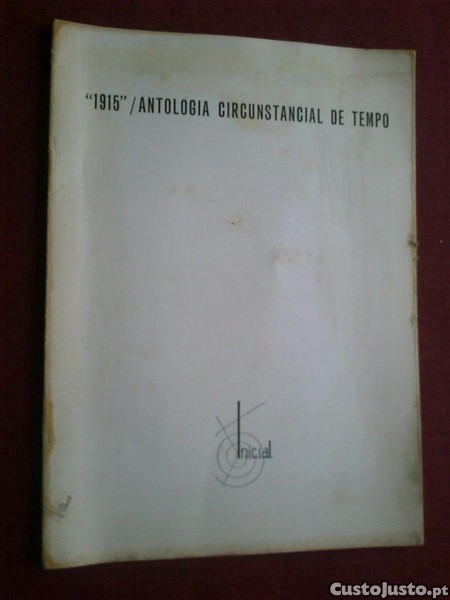 "1915"/ANTOLOGIA CIRCUNSTANCIAL DE TEMPO
Inicial
CustoJusto.pt